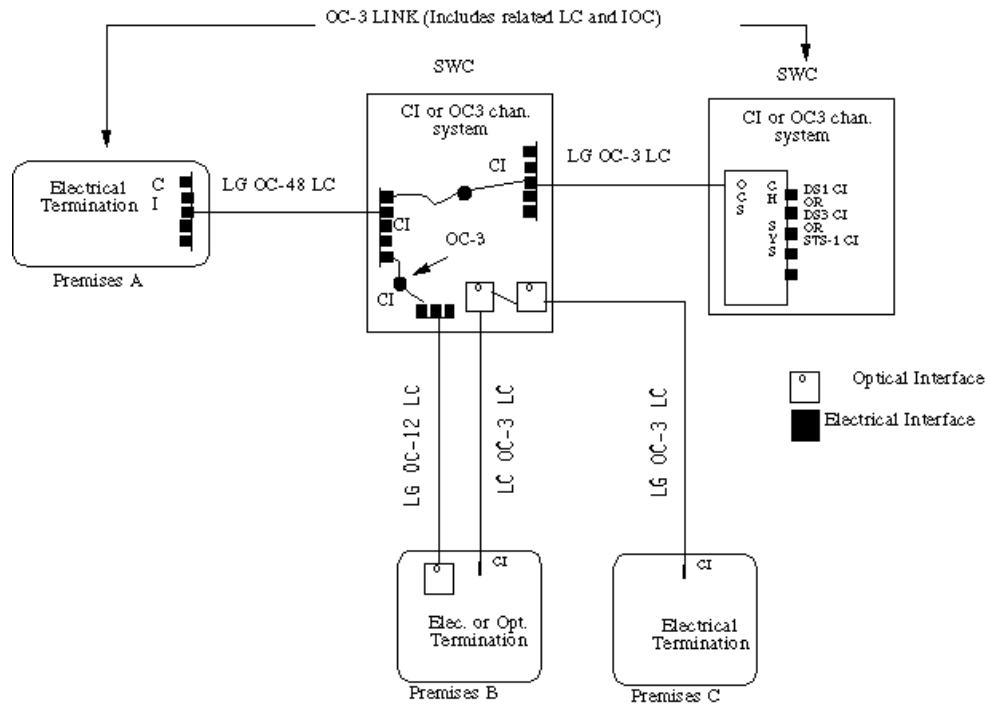 OC-3 LINK (Includes related LC and IOC)
SWC
SWC
CI or OC3 chan.
system
CI or OC3 chan.
system
Electrical
Termination
C
I
LG OC-48 LC
CI
LG OC-3 LC
O
C
S
C
H
S
Y
S
DS1 CI
OR
DS3 CI
OR
STS-1 CI
CI
OC-3
CI
Premises A
Optical Interface
Electrical Interface
LG OC-12 LC
LC OC-3 LC
LG OC-3 LC
CI
CI
Elec. or Opt.
Termination
Electrical
Termination
Premises B
Premises C